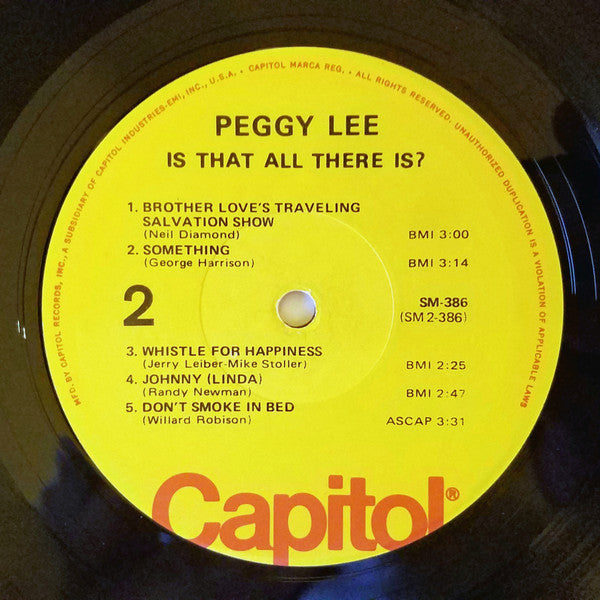 MFD. BY CAPITOL RECORDS, INC., A SUBSIDIARY OF CAPITOL INDUSTRIES-EMI, INC., U.S.A. • CAPITOL MARCA REG. • ALL RIGHTS RESERVED. UNAUTHORIZED DUPLICATION IS A VIOLATION OF APPLICABLE LAWS
PEGGY LEE
IS THAT ALL THERE IS?
1. BROTHER LOVE'S TRAVELING
SALVATION SHOW
(Neil Diamond) BMI 3:00
2. SOMETHING
(George Harrison) BMI 3:14
2
SM-386
(SM2-386)
3. WHISTLE FOR HAPPINESS
(Jerry Leiber-Mike Stoller) BMI 2:25
4. JOHNNY (LINDA)
(Randy Newman) BMI 2:47
5. DON'T SMOKE IN BED
(Willard Robison) ASCAP 3:31
Capitol®